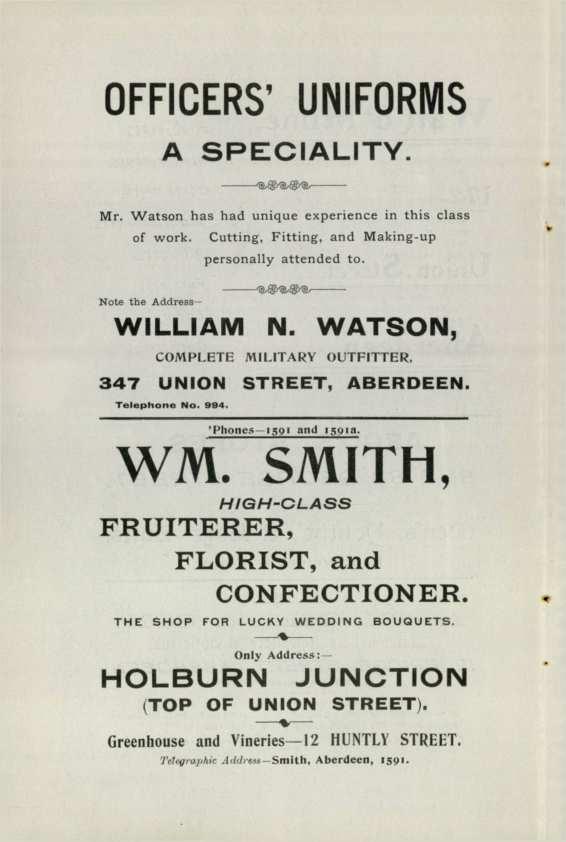 OFFICERS' UNIFORMS
A SPECIALITY.
Mr. Watson has had unique experience in this class
of work. Cutting, Fitting, and Making-up
personally attended to.
Note the Address—
WILLIAM N. WATSON,
COMPLETE MILITARY OUTFITTER,
347 UNION STREET, ABERDEEN.
Telephone No. 994.
'Phones—1591 and 1591a.
WM. SMITH,
HIGH-CLASS
FRUITERER,
FLORIST, and
CONFECTIONER.
THE SHOP FOR LUCKY WEDDING BOUQUETS.
Only Address:—
HOLBURN JUNCTION
(TOP OF UNION STREET).
Greenhouse and Vineries—12 HUNTLY STREET.
Telegraphic Address—Smith, Aberdeen, 1591.